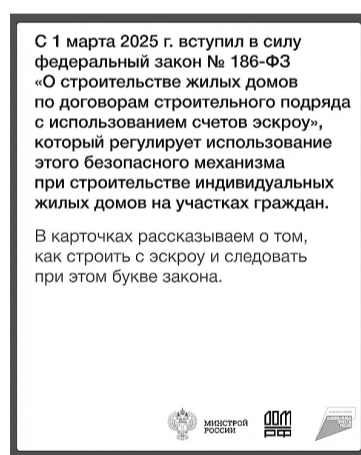 С 1 марта 2025 г. вступил в силу
федеральный закон № 186-ФЗ
«О строительстве жилых домов
по договорам строительного подряда
с использованием счетов эскроу»,
который регулирует использование
этого безопасного механизма
при строительстве индивидуальных
жилых домов на участках граждан.
В карточках рассказываем о том,
как строить с эскроу и следовать
при этом букве закона.
МИНСТРОЙ
РОССИИ
ДОМ
РФ